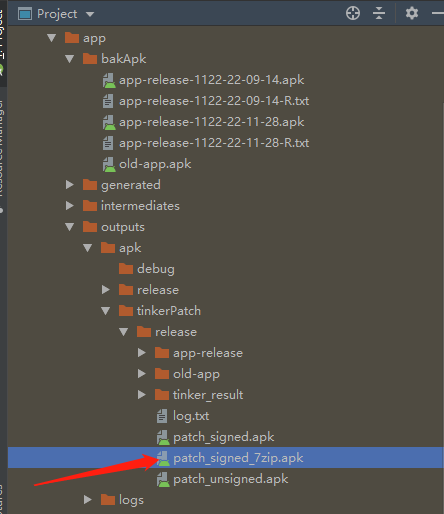 Project
app
bakApk
app-release-1122-22-09-14.apk
app-release-1122-22-09-14-R.txt
app-release-1122-22-11-28.apk
app-release-1122-22-11-28-R.txt
old-app.apk
generated
intermediates
outputs
apk
debug
release
tinkerPatch
release
app-release
old-app
tinker_result
log.txt
patch_signed.apk
patch_signed_7zip.apk
patch_unsigned.apk
logs